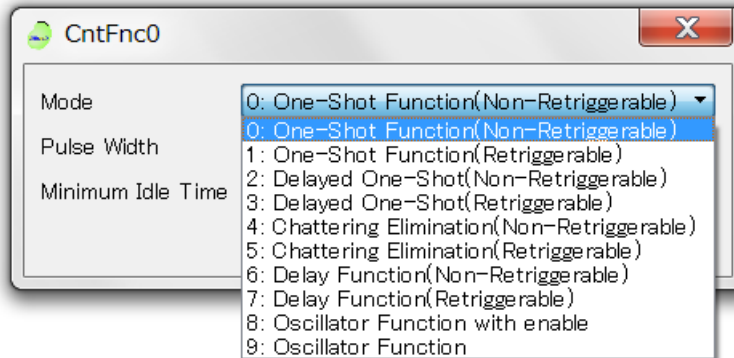 CntFnc0
Mode 0: One-Shot Function(Non-Retriggerable)
0: One-Shot Function(Non-Retriggerable)
Pulse Width 1: One-Shot Function(Retriggerable)
2: Delayed One-Shot(Non-Retriggerable)
Minimum Idle Time 3: Delayed One-Shot(Retriggerable)
4: Chattering Elimination(Non-Retriggerable)
5: Chattering Elimination(Retriggerable)
6: Delay Function(Non-Retriggerable)
7: Delay Function(Retriggerable)
8: Oscillator Function with enable
9: Oscillator Function